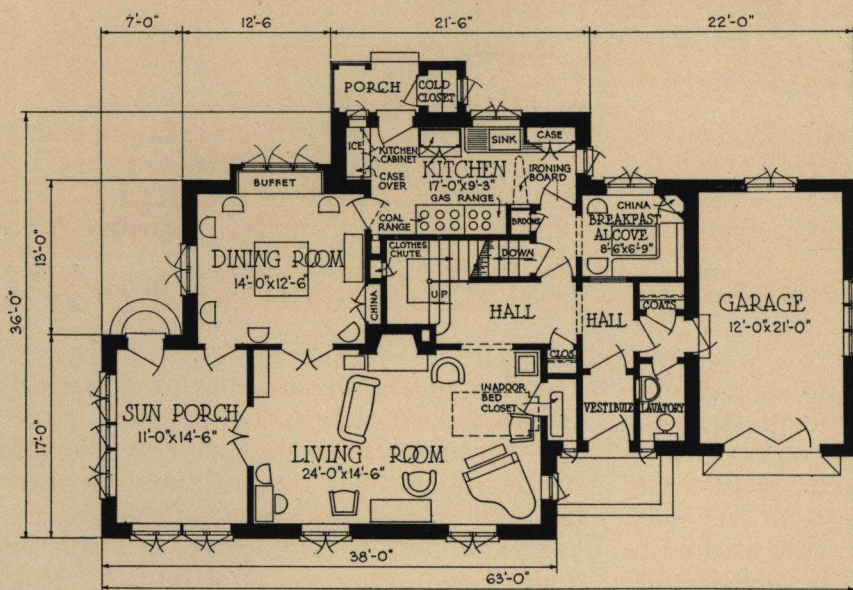 7'-0"
12'-6
21'-6"
22'-0"
PORCH
COLD
CLOSET
ICE
KITCHEN
CABINET
CASE
OVER
SINK
CASE
KITCHEN
17'-0"x9'-3"
GAS RANGE
IRONING
BOARD
COAL
RANGE
BROOMS
BUFFET
DINING ROOM
14'-0"x12'-6"
CHINA
CLOTHES
CHUTE
DOWN
UP
CHINA
BREAKFAST
ALCOVE
8'-6"x6'-9"
HALL
HALL
COATS
CLOS.
GARAGE
12'-0"x21'-0"
SUN PORCH
11'-0"x14'-6"
LIVING ROOM
24'-0"x14'-6"
INADOOR
BED
CLOSET
VESTIBULE
LAVATORY
13'-0"
36'-0"
17'-0"
38'-0"
63'-0"